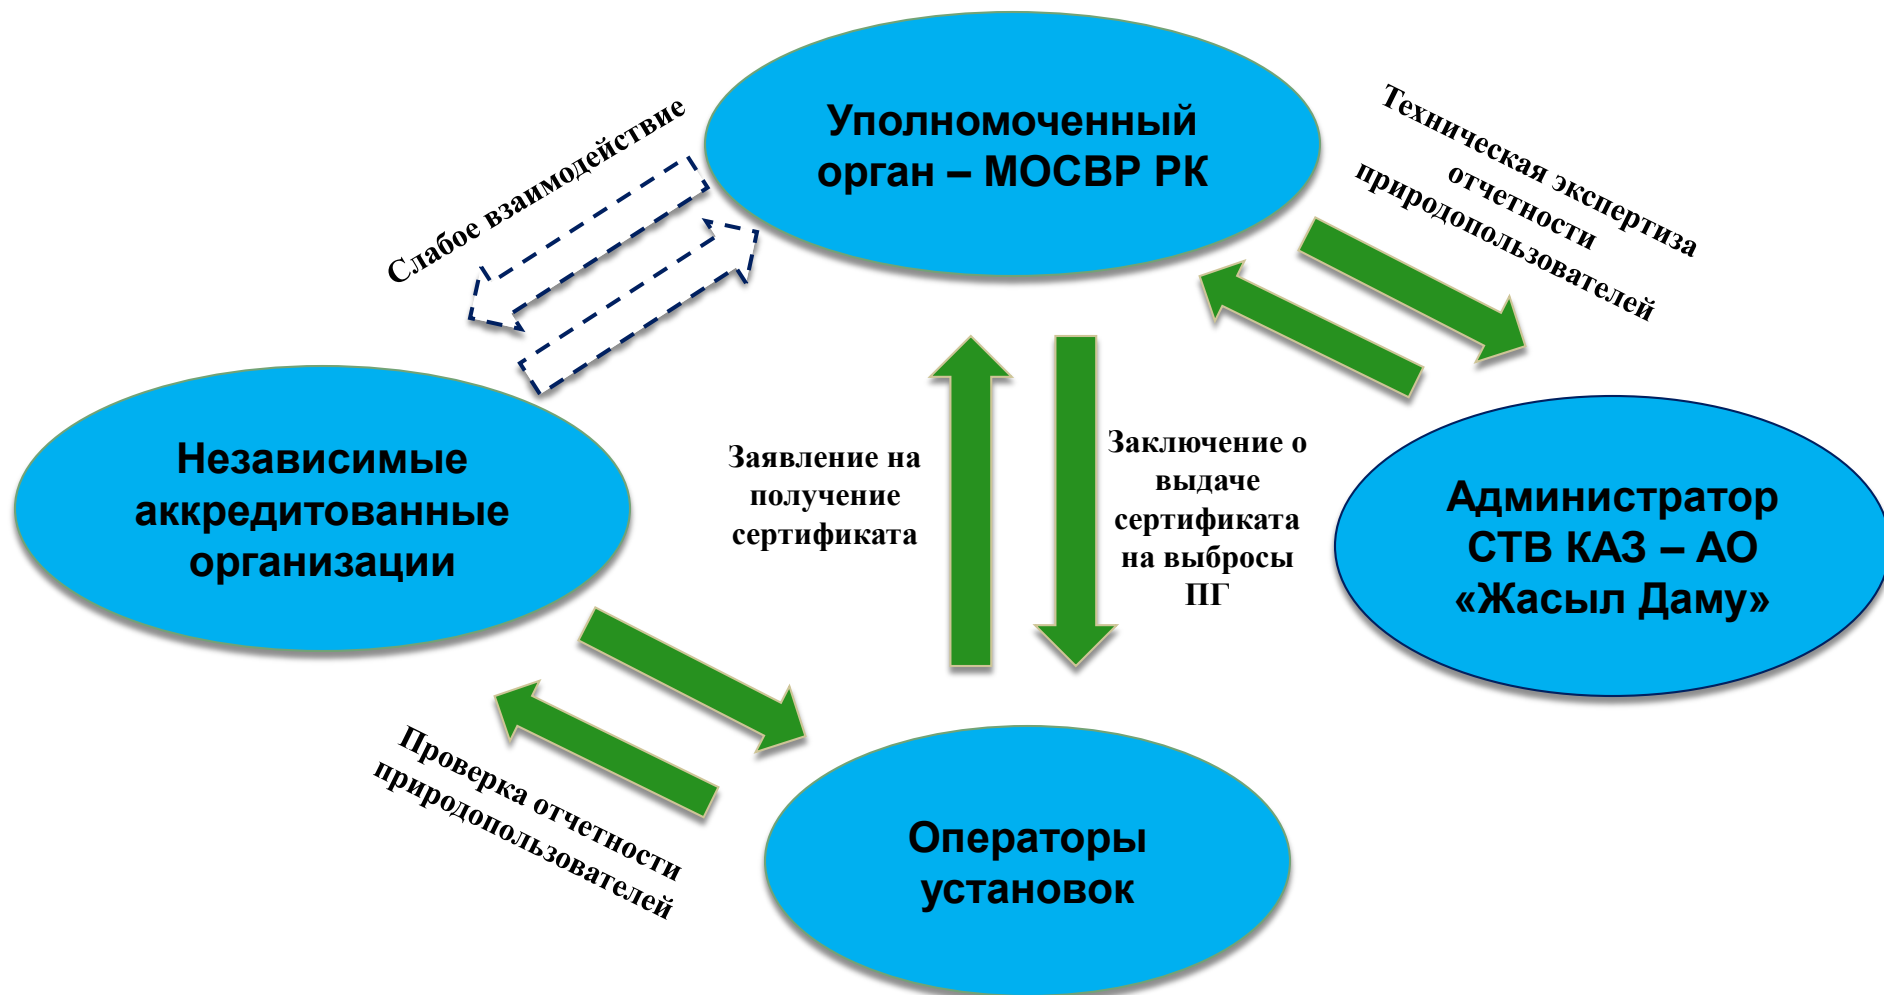 Уполномоченный
орган – МОСВР РК
Техническая экспертиза
отчетности
природопользователей
Слабое взаимодействие
Независимые
аккредитованные
организации
Заявление на
получение
сертификата
Заключение о
выдаче
сертификата
на выбросы
ПГ
Администратор
СТВ КАЗ – АО
«Жасыл Даму»
Проверка отчетности
природопользователей
Операторы
установок